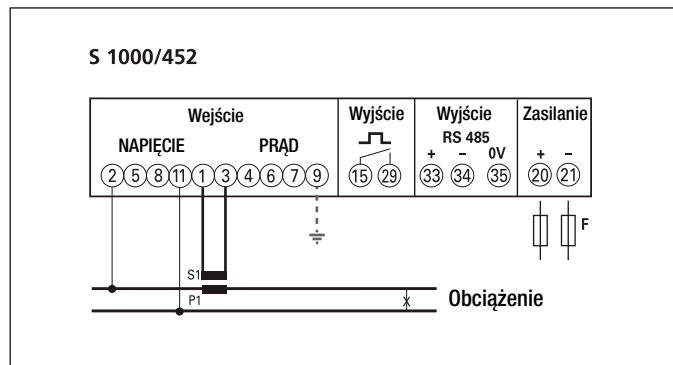 S 1000/452
Wejście Wyjście Wyjście Zasilanie
NAPIĘCIE PRĄD RS 485
+ − 0V + −
2 5 8 11 1 3 4 6 7 9 15 29 33 34 35 20 21
F
S1
P1
Obciążenie